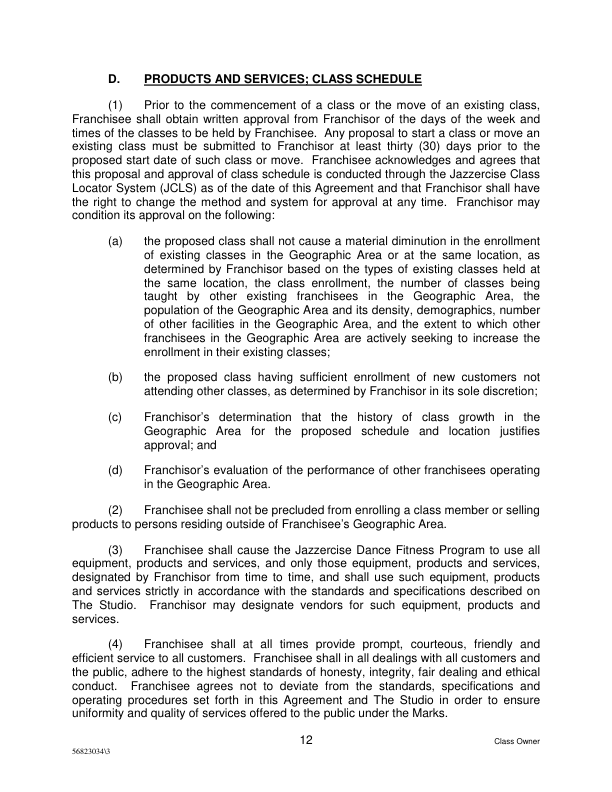 D. PRODUCTS AND SERVICES; CLASS SCHEDULE
(1) Prior to the commencement of a class or the move of an existing class,
Franchisee shall obtain written approval from Franchisor of the days of the week and
times of the classes to be held by Franchisee. Any proposal to start a class or move an
existing class must be submitted to Franchisor at least thirty (30) days prior to the
proposed start date of such class or move. Franchisee acknowledges and agrees that
this proposal and approval of class schedule is conducted through the Jazzercise Class
Locator System (JCLS) as of the date of this Agreement and that Franchisor shall have
the right to change the method and system for approval at any time. Franchisor may
condition its approval on the following:
(a) the proposed class shall not cause a material diminution in the enrollment
of existing classes in the Geographic Area or at the same location, as
determined by Franchisor based on the types of existing classes held at
the same location, the class enrollment, the number of classes being
taught by other existing franchisees in the Geographic Area, the
population of the Geographic Area and its density, demographics, number
of other facilities in the Geographic Area, and the extent to which other
franchisees in the Geographic Area are actively seeking to increase the
enrollment in their existing classes;
(b) the proposed class having sufficient enrollment of new customers not
attending other classes, as determined by Franchisor in its sole discretion;
(c) Franchisor's determination that the history of class growth in the
Geographic Area for the proposed schedule and location justifies
approval; and
(d) Franchisor's evaluation of the performance of other franchisees operating
in the Geographic Area.
(2) Franchisee shall not be precluded from enrolling a class member or selling
products to persons residing outside of Franchisee's Geographic Area.
(3) Franchisee shall cause the Jazzercise Dance Fitness Program to use all
equipment, products and services, and only those equipment, products and services,
designated by Franchisor from time to time, and shall use such equipment, products
and services strictly in accordance with the standards and specifications described on
The Studio. Franchisor may designate vendors for such equipment, products and
services.
(4) Franchisee shall at all times provide prompt, courteous, friendly and
efficient service to all customers. Franchisee shall in all dealings with all customers and
the public, adhere to the highest standards of honesty, integrity, fair dealing and ethical
conduct. Franchisee agrees not to deviate from the standards, specifications and
operating procedures set forth in this Agreement and The Studio in order to ensure
uniformity and quality of services offered to the public under the Marks.
12
Class Owner
56823034\3